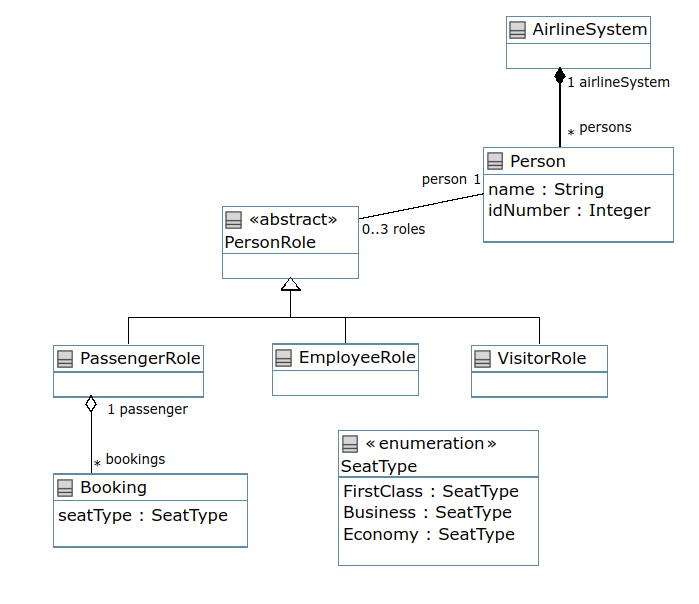 AirlineSystem
1 airlineSystem
* persons
Person
name : String
idNumber : Integer
person 1
0..3 roles
«abstract»
PersonRole
PassengerRole
EmployeeRole
VisitorRole
1 passenger
* bookings
Booking
seatType : SeatType
«enumeration»
SeatType
FirstClass : SeatType
Business : SeatType
Economy : SeatType